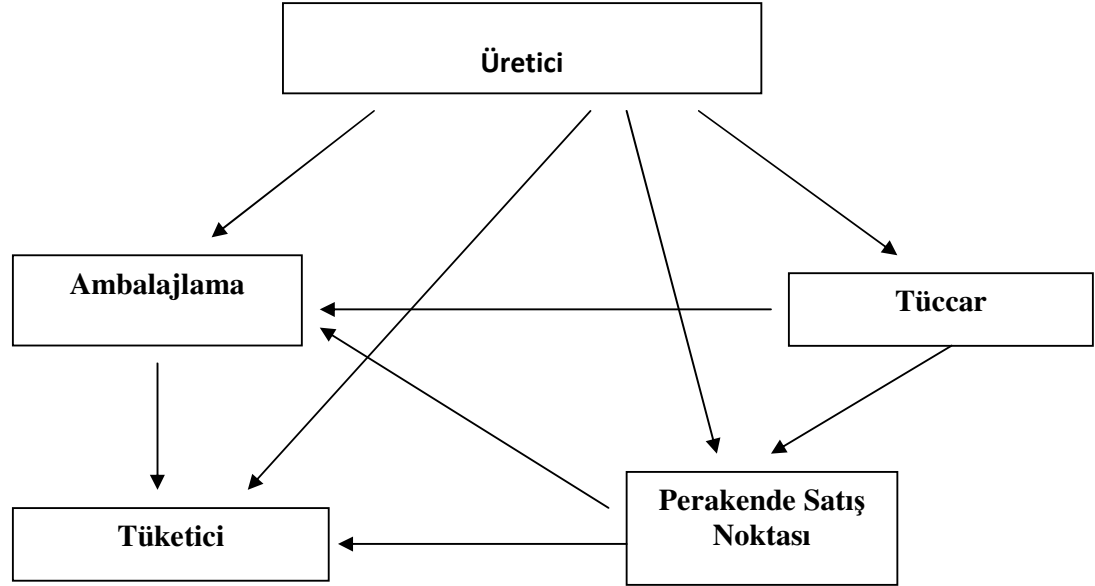 Üretici
Ambalajlama
Tüccar
Perakende Satış
Noktası
Tüketici